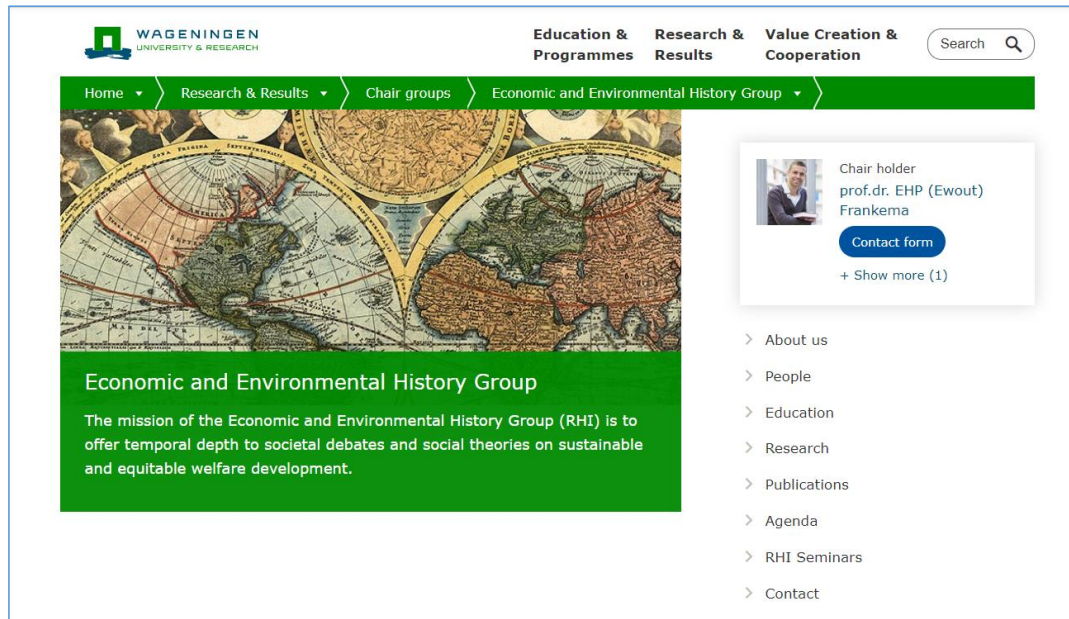 WAGENINGEN
UNIVERSITY & RESEARCH
Education &
Programmes
Research &
Results
Value Creation &
Cooperation
Search
Home
Research & Results
Chair groups
Economic and Environmental History Group
AMERICA
MAR DEL
Economic and Environmental History Group
The mission of the Economic and Environmental History Group (RHI) is to
offer temporal depth to societal debates and social theories on sustainable
and equitable welfare development.
Chair holder
prof.dr. EHP (Ewout)
Frankema
Contact form
+ Show more (1)
About us
People
Education
Research
Publications
Agenda
RHI Seminars
Contact